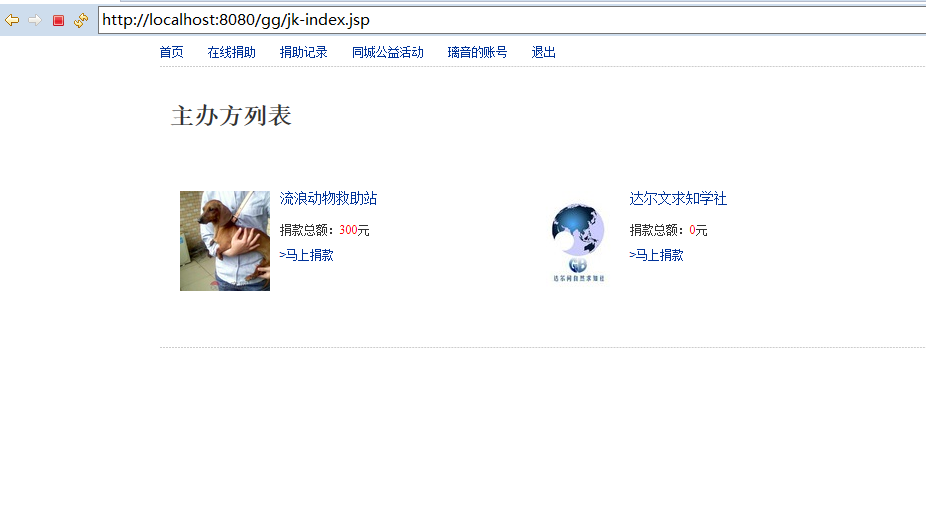 http://localhost:8080/gg/jk-index.jsp
首页 在线捐助 捐助记录 同城公益活动 璃音的账号 退出
主办方列表
流浪动物救助站
捐款总额：300元
>马上捐款
达尔文求知学社
捐款总额：0元
>马上捐款